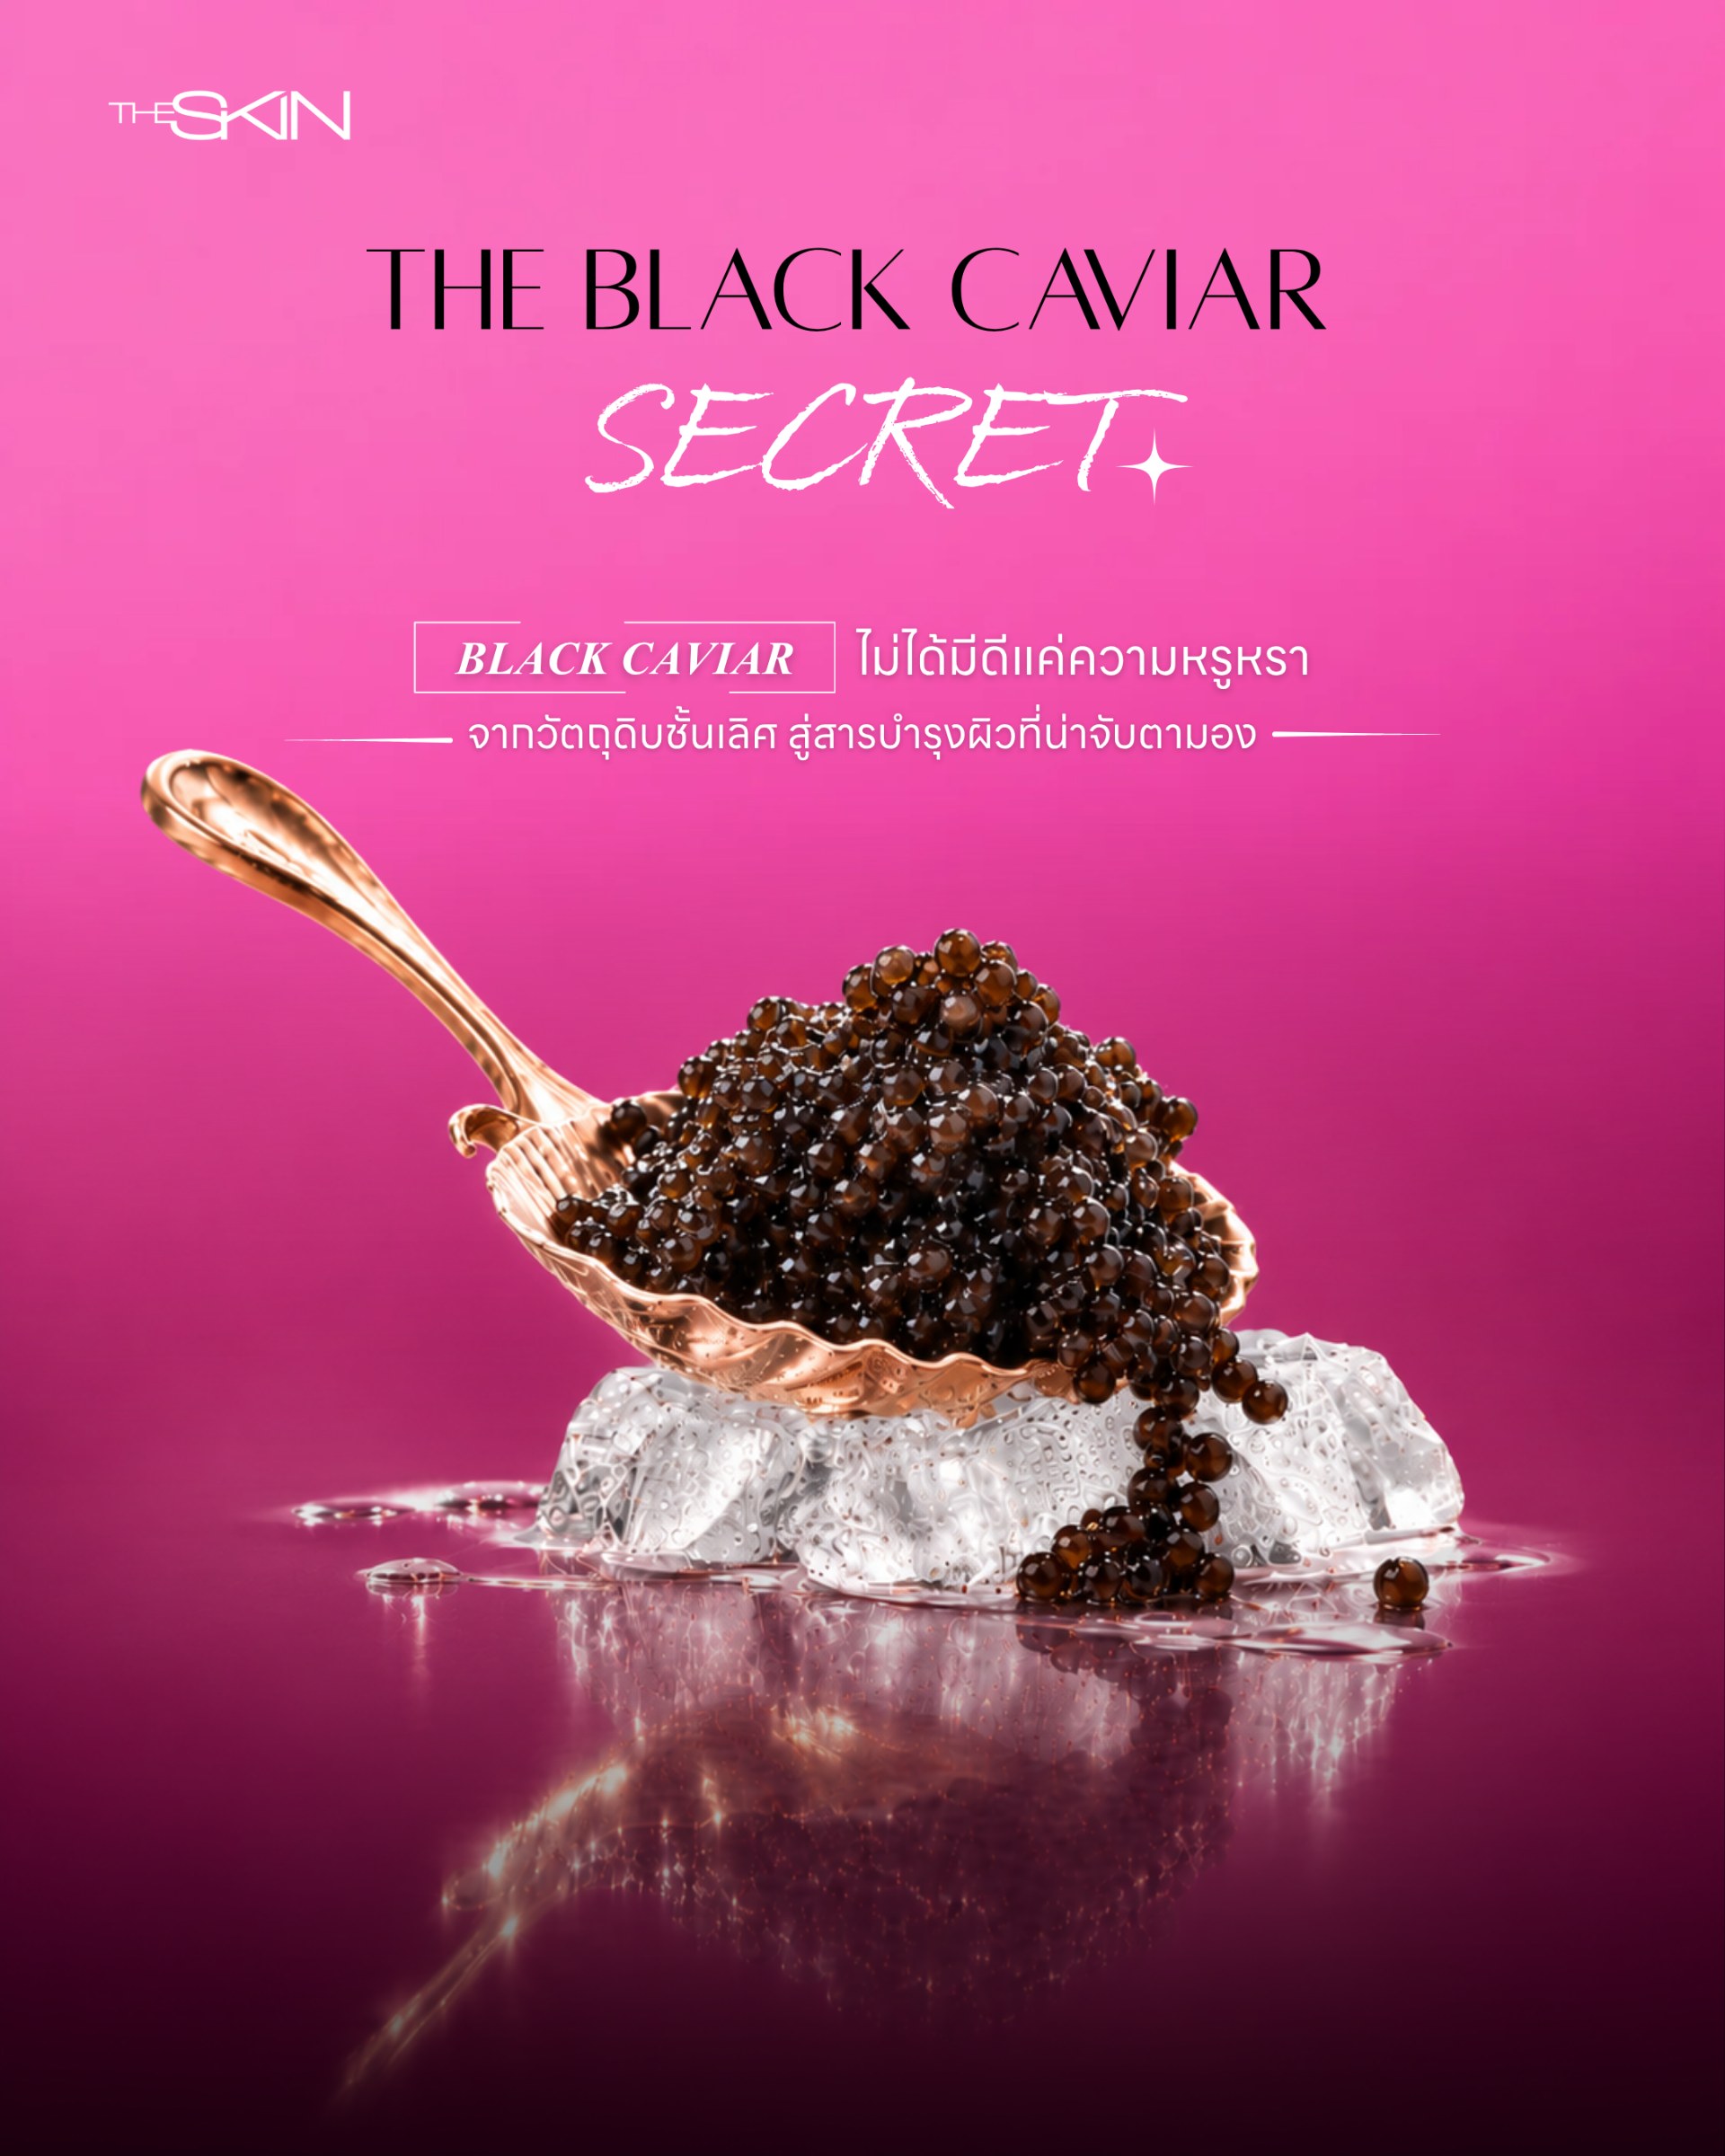 THE SKIN
THE BLACK CAVIAR
SECRET
BLACK CAVIAR ไม่ได้มีดีแค่ความหรูหรา
จากวัตถุดิบชั้นเลิศ สู่สารบำรุงผิวที่น่าจับตามอง